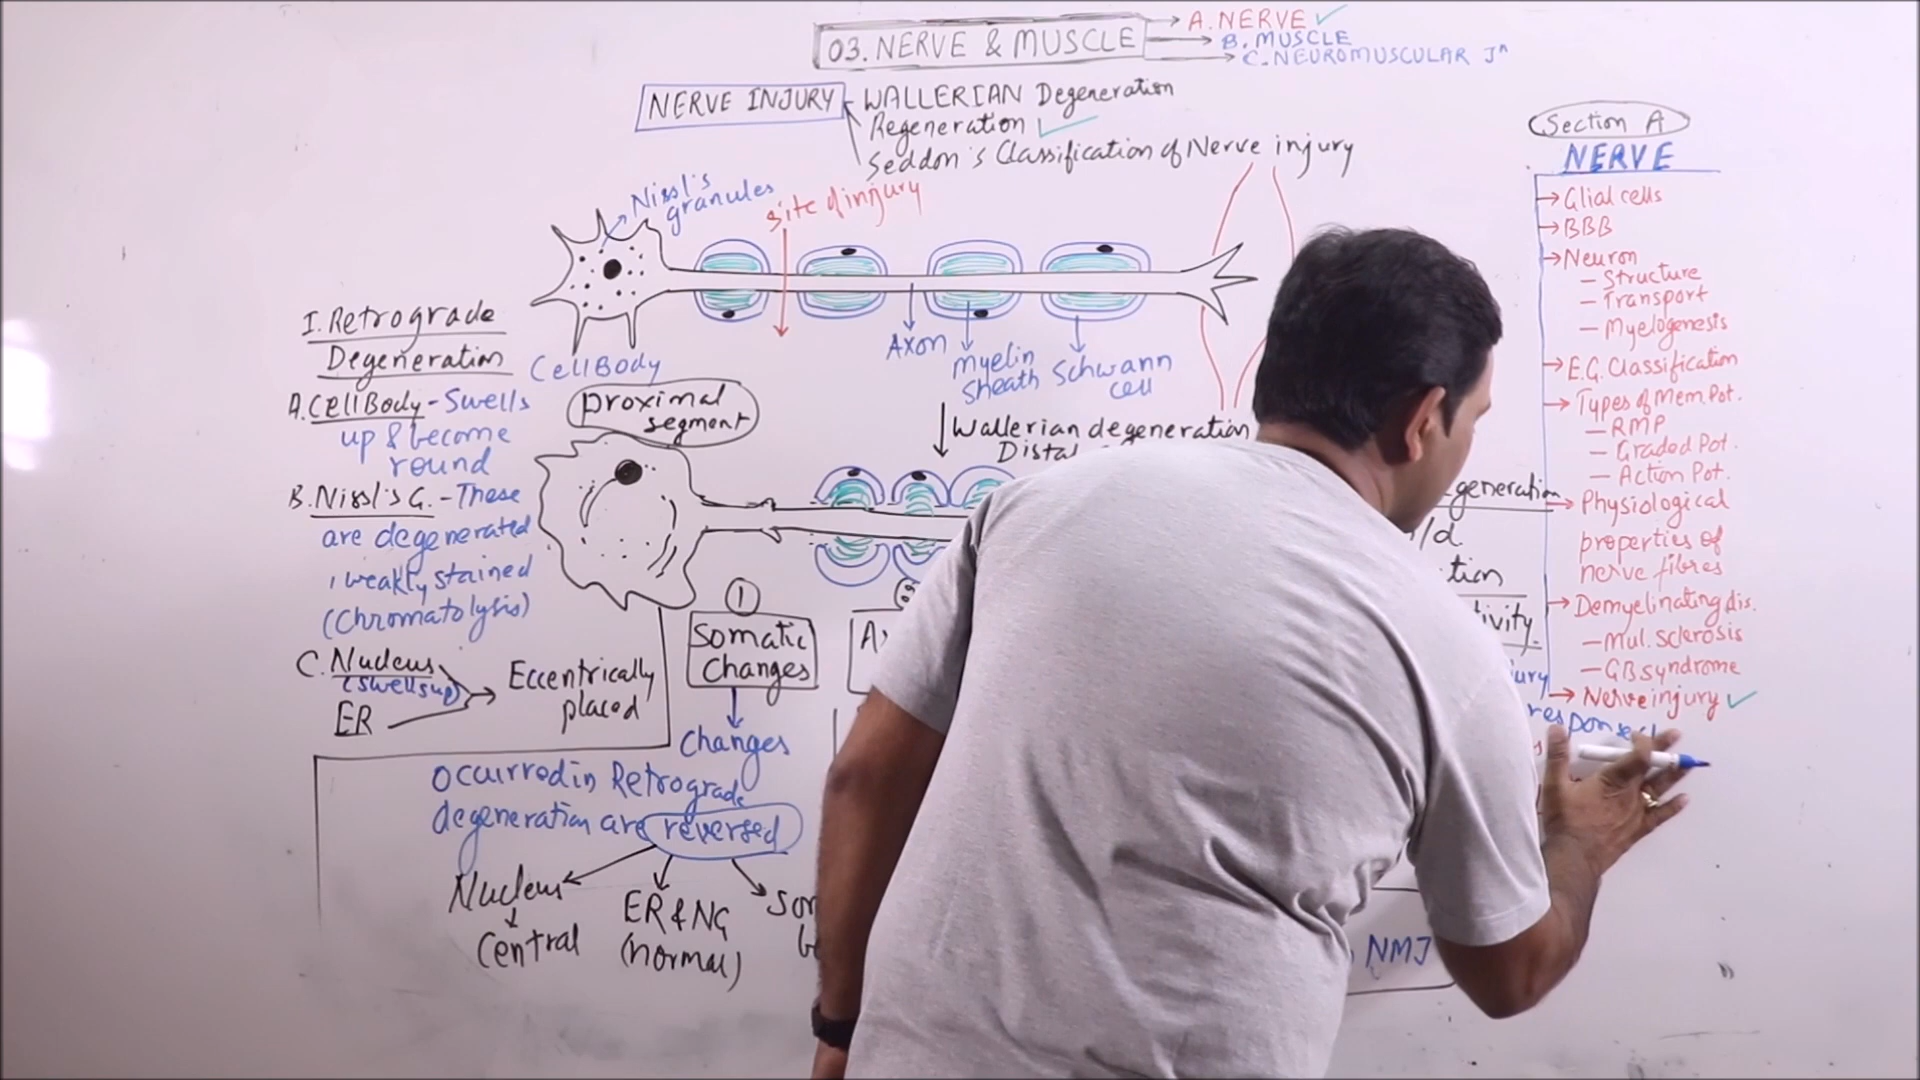 03. NERVE & MUSCLE
A. NERVE ✓
B. MUSCLE
C. NEUROMUSCULAR Jⁿ
NERVE INJURY
WALLERIAN Degeneration
Regeneration ✓
Seddon's Classification of Nerve injury
Nissl's
granules
site of injury
Cell Body
Axon
myelin
sheath
Schwann
cell
I. Retrograde
Degeneration
A. Cell Body - Swells
up & become
round
B. Nissl's G. - These
are degenerated
, weakly stained
(Chromatolysis)
C. Nucleus
(swells up)
ER
Eccentrically
placed
proximal
segment
Wallerian degeneration
1
Somatic
Changes
Changes
occurred in Retrograde
degeneration are reversed
Nucleus
Central
ER & NG
(normal)
NMJ
Section A
NERVE
Glial cells
BBB
Neuron
- Structure
- Transport
- Myelogenesis
E.G. Classification
Types of Mem. Pot.
- RMP
- Graded Pot.
- Action Pot.
Physiological
properties of
nerve fibres
Demyelinating dis.
- Mul. Sclerosis
- GB syndrome
Nerve injury ✓